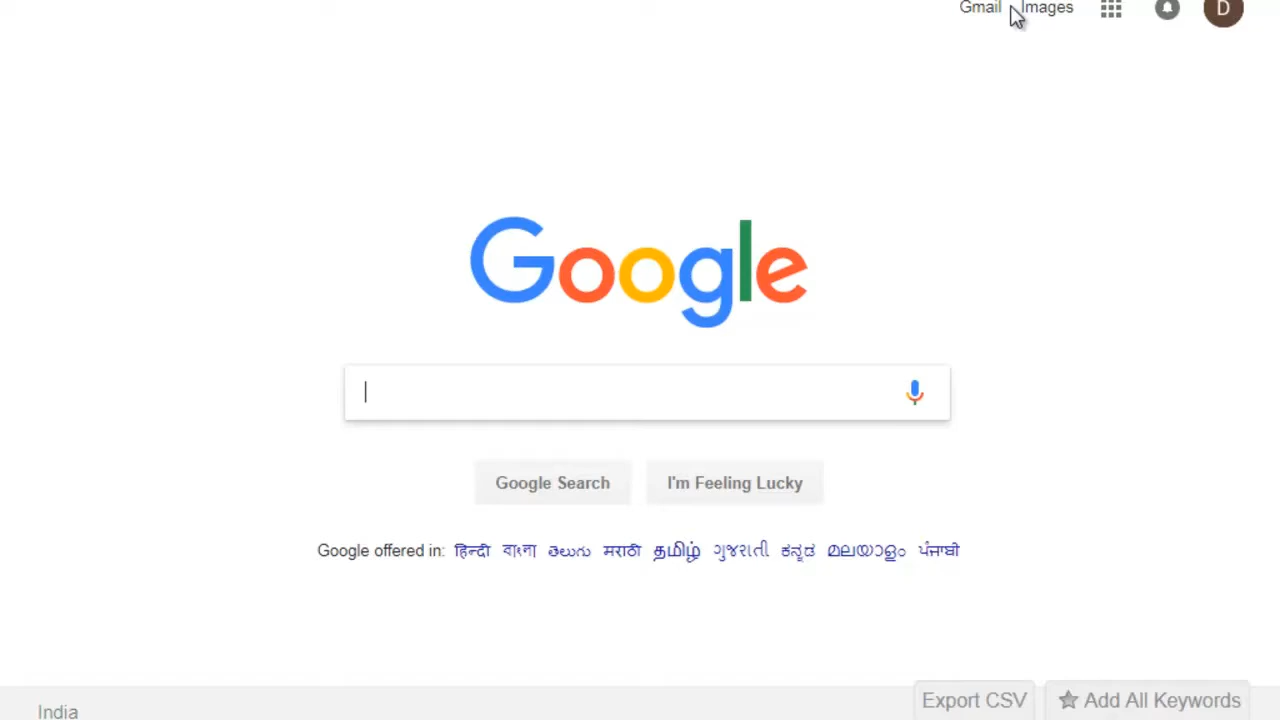 Gmail Images D
Google
Google Search I'm Feeling Lucky
Google offered in: हिन्दी বাংলা తెలుగు मराठी தமிழ் ગુજરાતી ಕನ್ನಡ മലയാളം ਪੰਜਾਬੀ
Export CSV Add All Keywords
India